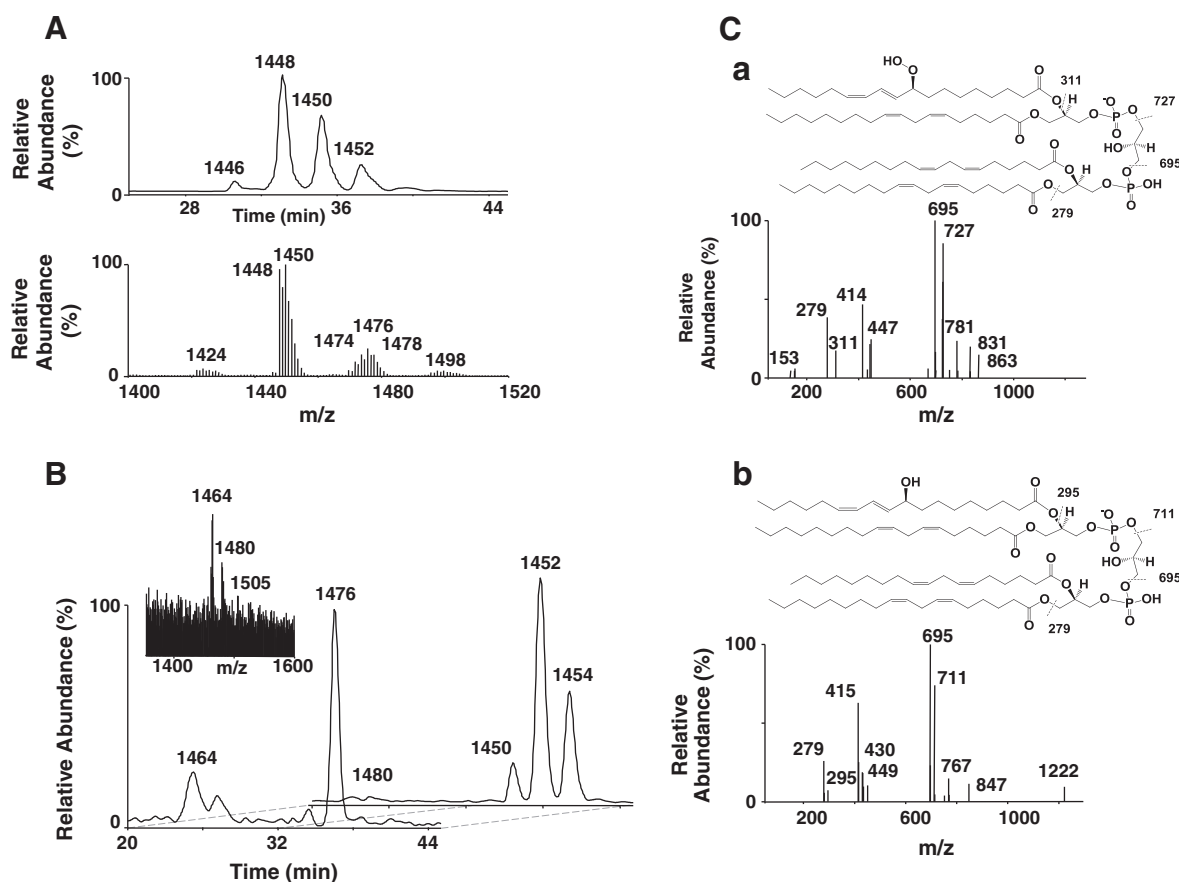 A
Relative Abundance (%)
100
0
1446
1448
1450
1452
28
36
44
Time (min)
Relative Abundance (%)
100
0
1424
1448
1450
1474
1476
1478
1498
1400
1440
1480
1520
m/z
B
Relative Abundance (%)
100
0
1464
1480
1505
1400
m/z
1600
1464
1476
1480
1450
1452
1454
20
32
44
Time (min)
C
a
HO
O
O
311
O
H
O
O
O-
P
O
O
727
HO
H
695
O
O
O
H
O
O
P
OH
O
O
279
Relative Abundance (%)
100
0
153
279
311
414
447
695
727
781
831
863
200
600
1000
m/z
b
OH
O
295
O
H
O
O
O-
P
O
O
711
HO
H
695
O
O
O
H
O
O
P
OH
O
O
279
Relative Abundance (%)
100
0
279
295
415
430
449
695
711
767
847
1222
200
600
1000
m/z